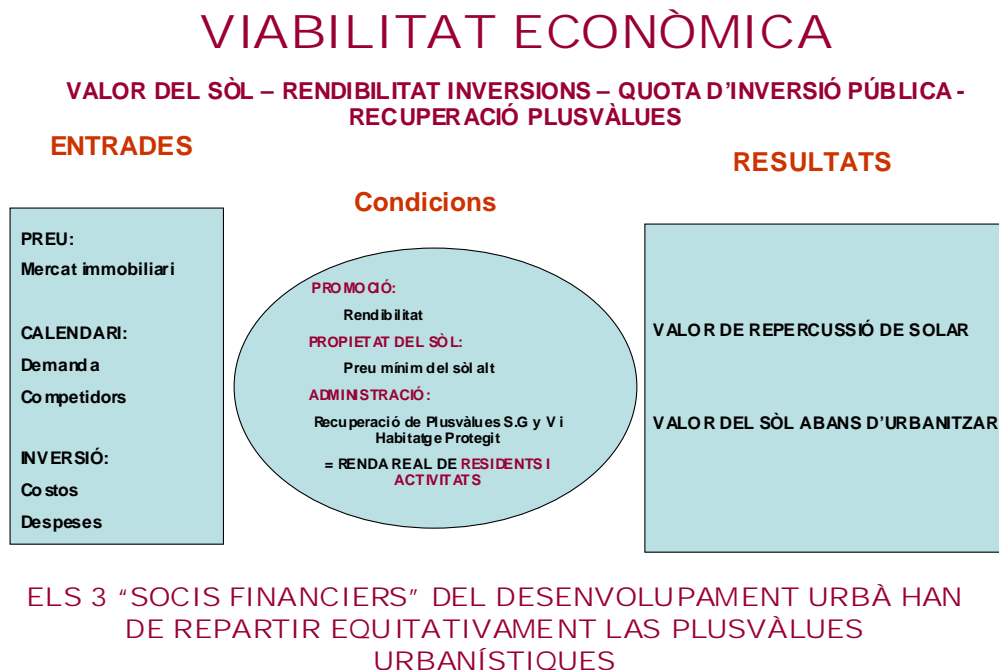 VIABILITAT ECONÒMICA
VALOR DEL SÒL – RENDIBILITAT INVERSIONS – QUOTA D'INVERSIÓ PÚBLICA -
RECUPERACIÓ PLUSVÀLUES
ENTRADES
PREU:
Mercat immobiliari
CALENDARI:
Demanda
Competidors
INVERSIÓ:
Costos
Despeses
Condicions
PROMOCIÓ:
Rendibilitat
PROPIETAT DEL SÒL:
Preu mínim del sòl alt
ADMINISTRACIÓ:
Recuperació de Plusvàlues S.G y V i
Habitatge Protegit
= RENDA REAL DE RESIDENTS I
ACTIVITATS
RESULTATS
VALOR DE REPERCUSSIÓ DE SOLAR
VALOR DEL SÒL ABANS D'URBANITZAR
ELS 3 “SOCIS FINANCIERS” DEL DESENVOLUPAMENT URBÀ HAN
DE REPARTIR EQUITATIVAMENT LAS PLUSVÀLUES
URBANÍSTIQUES